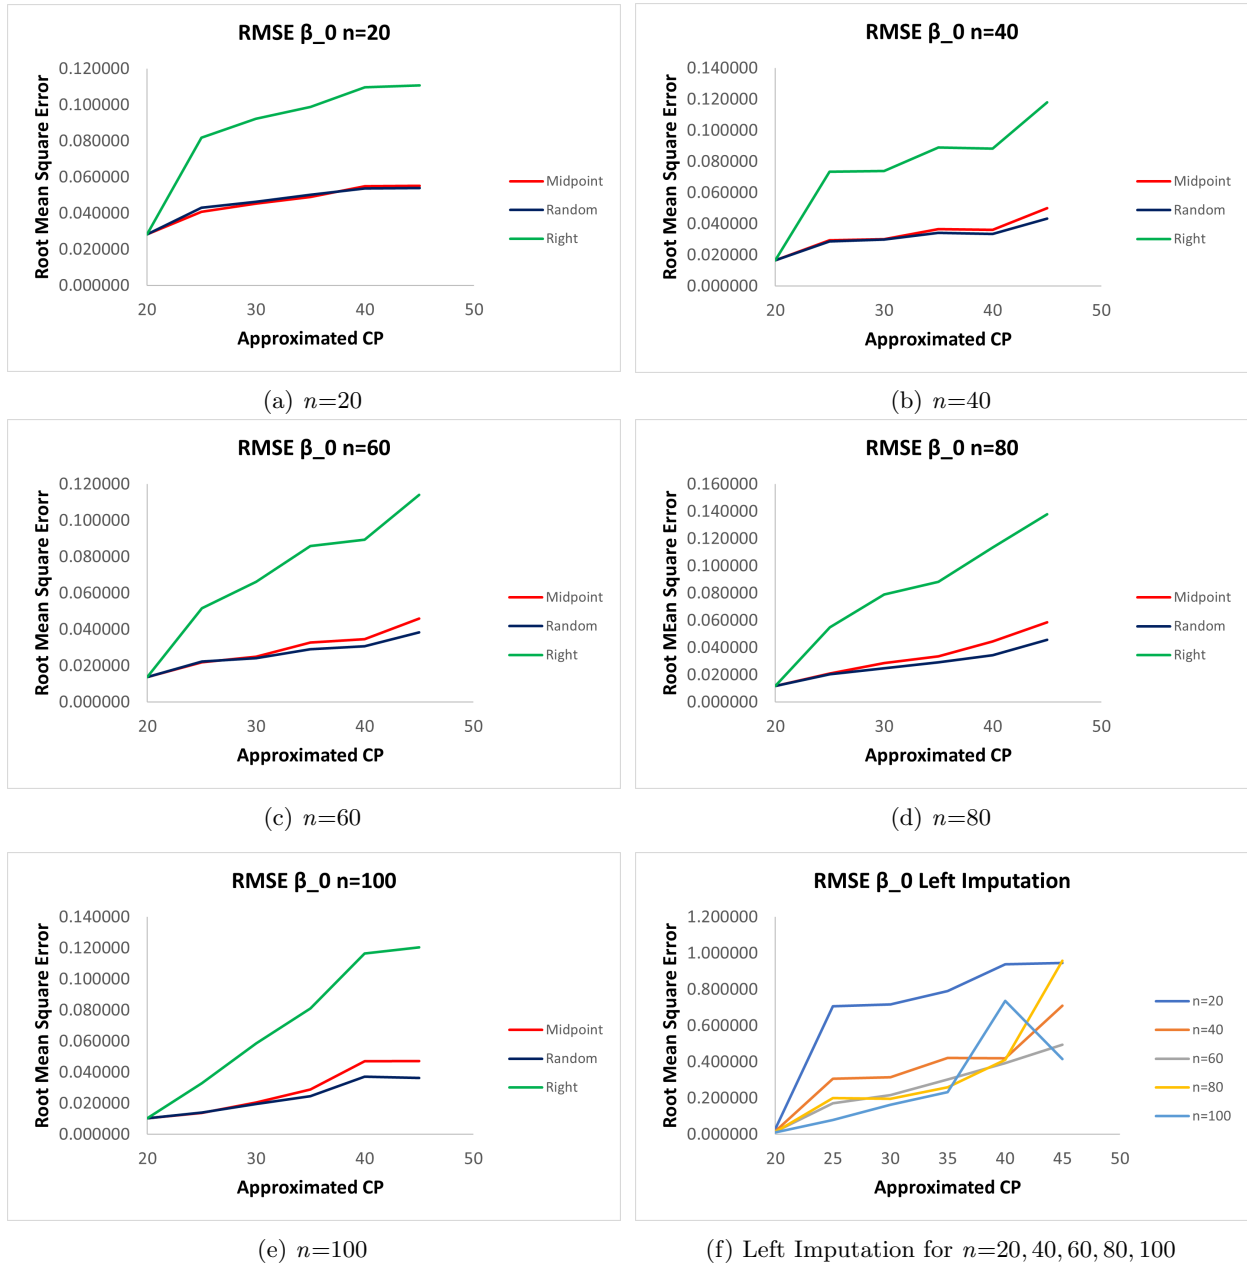 RMSE β_0 n=20
Root Mean Square Error
0.120000
0.100000
0.080000
0.060000
0.040000
0.020000
0.000000
20 30 40 50
Approximated CP
Midpoint
Random
Right
(a) n=20
RMSE β_0 n=40
Root Mean Square Error
0.140000
0.120000
0.100000
0.080000
0.060000
0.040000
0.020000
0.000000
20 30 40 50
Approximated CP
Midpoint
Random
Right
(b) n=40
RMSE β_0 n=60
Root Mean Square Erorr
0.120000
0.100000
0.080000
0.060000
0.040000
0.020000
0.000000
20 30 40 50
Approximated CP
Midpoint
Random
Right
(c) n=60
RMSE β_0 n=80
Root MEan Square Error
0.160000
0.140000
0.120000
0.100000
0.080000
0.060000
0.040000
0.020000
0.000000
20 30 40 50
Approximated CP
Midpoint
Random
Right
(d) n=80
RMSE β_0 n=100
Root Mean Square Error
0.140000
0.120000
0.100000
0.080000
0.060000
0.040000
0.020000
0.000000
20 30 40 50
Approximated CP
Midpoint
Random
Right
(e) n=100
RMSE β_0 Left Imputation
Root Mean Square Error
1.200000
1.000000
0.800000
0.600000
0.400000
0.200000
0.000000
20 25 30 35 40 45 50
Approximated CP
n=20
n=40
n=60
n=80
n=100
(f) Left Imputation for n=20, 40, 60, 80, 100